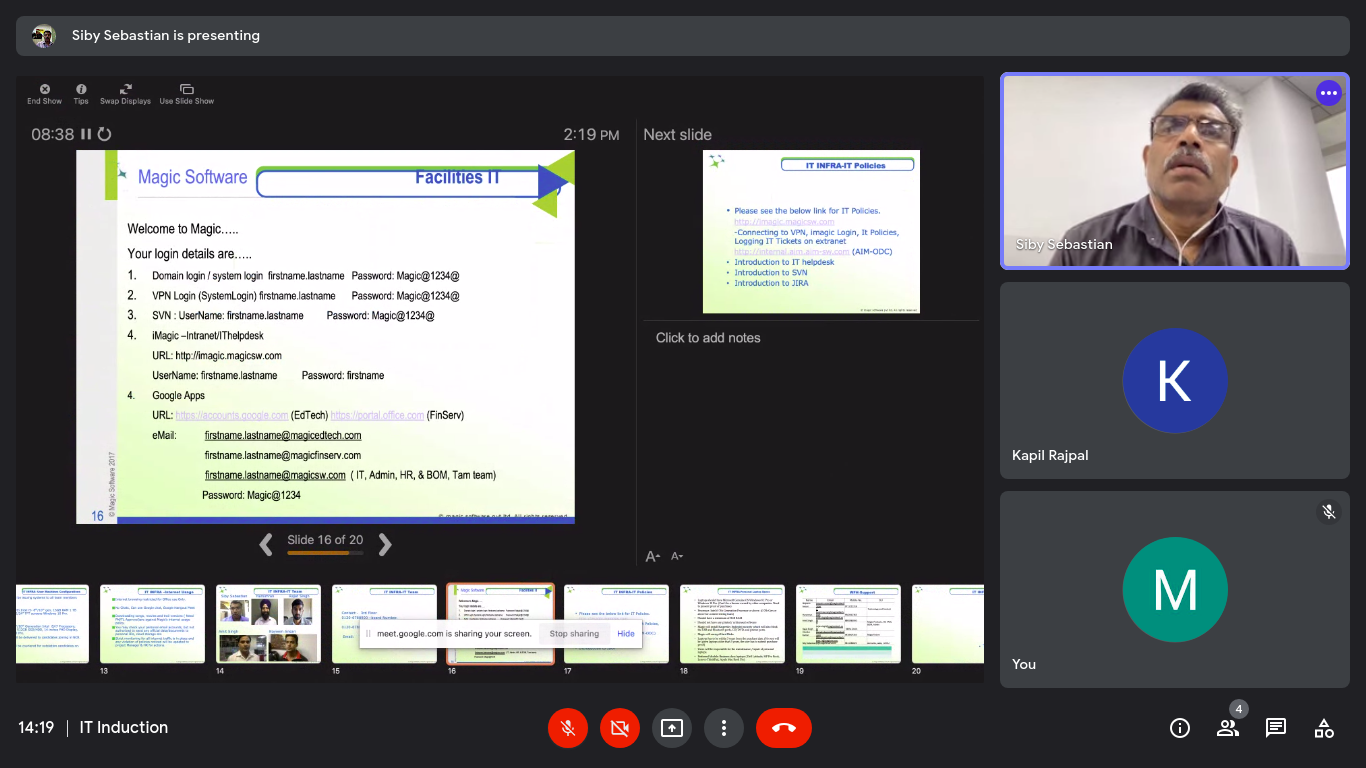 Siby Sebastian is presenting
End Show Tips Swap Displays Use Slide Show
08:38
2:19 PM
Magic Software
Facilities IT
Welcome to Magic.....
Your login details are.....
1. Domain login / system login firstname.lastname Password: Magic@1234@
2. VPN Login (SystemLogin) firstname.lastname Password: Magic@1234@
3. SVN : UserName: firstname.lastname Password: Magic@1234@
4. iMagic –Intranet/IThelpdesk
URL: http://imagic.magicsw.com
UserName: firstname.lastname Password: firstname
4. Google Apps
URL: https://accounts.google.com (EdTech) https://portal.office.com (FinServ)
eMail: firstname.lastname@magicedtech.com
firstname.lastname@magicfinserv.com
firstname.lastname@magicsw.com ( IT, Admin, HR, & BOM, Tam team)
Password: Magic@1234
© Magic Software 2017
16
Slide 16 of 20
Next slide
IT INFRA-IT Policies
• Please see the below link for IT Policies.
http://imagic.magicsw.com
-Connecting to VPN, imagic Login, It Policies,
Logging IT Tickets on extranet
http://internal.aim.aim-sw.com (AIM-ODC)
• Introduction to IT helpdesk
• Introduction to SVN
• Introduction to JIRA
Click to add notes
A A
meet.google.com is sharing your screen. Stop sharing Hide
13 14 15 16 17 18 19 20
Siby Sebastian
K
Kapil Rajpal
M
You
14:19 | IT Induction
4